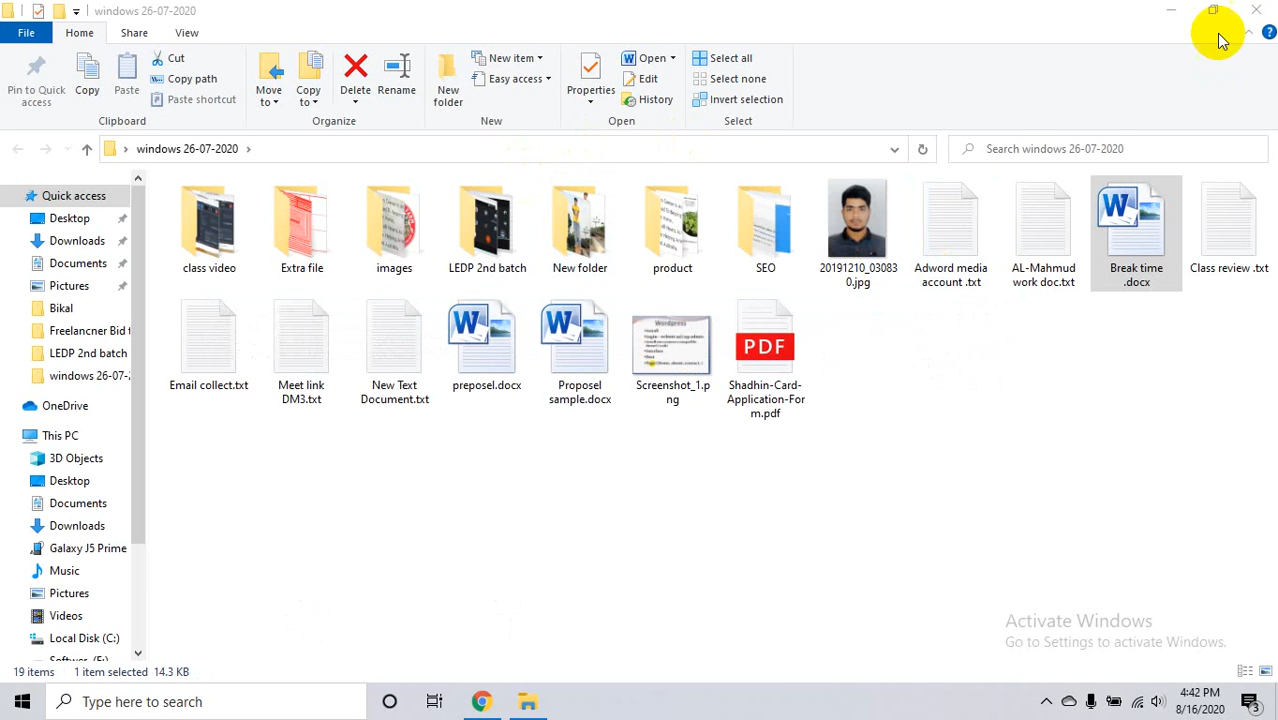 windows 26-07-2020
File Home Share View
Pin to Quick access
Copy
Paste
Cut
Copy path
Paste shortcut
Clipboard
Move to
Copy to
Delete
Rename
Organize
New folder
New item
Easy access
New
Properties
Open
Edit
History
Open
Select all
Select none
Invert selection
Select
windows 26-07-2020
Search windows 26-07-2020
Quick access
Desktop
Downloads
Documents
Pictures
Bikal
Freelancner Bid t
LEDP 2nd batch
windows 26-07-.
OneDrive
This PC
3D Objects
Desktop
Documents
Downloads
Galaxy J5 Prime
Music
Pictures
Videos
Local Disk (C:)
class video
Extra file
images
LEDP 2nd batch
New folder
product
SEO
20191210_03083
0.jpg
Adword media
account .txt
AL-Mahmud
work doc.txt
Break time
.docx
Class review .txt
Email collect.txt
Meet link
DM3.txt
New Text
Document.txt
preposel.docx
Proposel
sample.docx
Wordpress
Screenshot_1.p
ng
PDF
Shadhin-Card-
Application-For
m.pdf
Activate Windows
Go to Settings to activate Windows.
19 items 1 item selected 14.3 KB
Type here to search
4:42 PM
8/16/2020
3